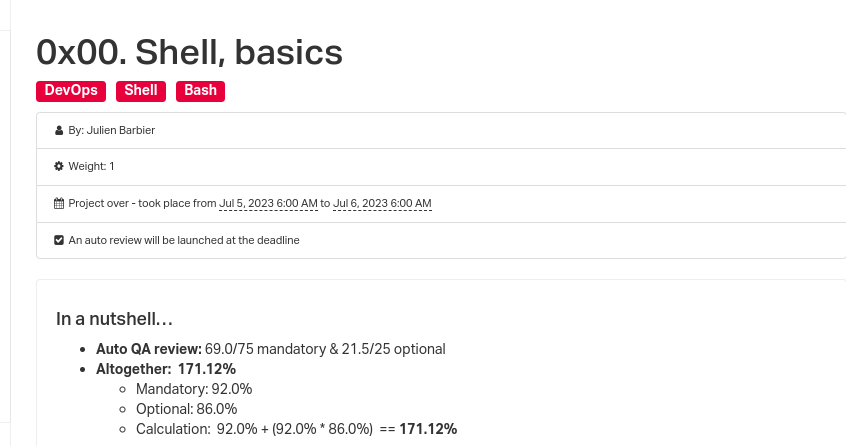 0x00. Shell, basics
DevOps Shell Bash
By: Julien Barbier
Weight: 1
Project over - took place from Jul 5, 2023 6:00 AM to Jul 6, 2023 6:00 AM
An auto review will be launched at the deadline
In a nutshell…
Auto QA review: 69.0/75 mandatory & 21.5/25 optional
Altogether: 171.12%
Mandatory: 92.0%
Optional: 86.0%
Calculation: 92.0% + (92.0% * 86.0%) == 171.12%